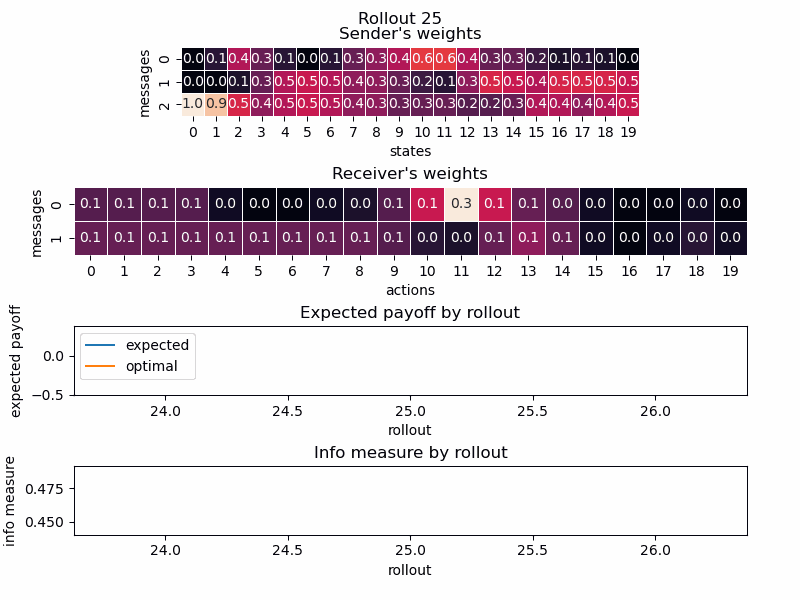 Rollout 25
Sender's weights
messages
0 0.0 0.1 0.4 0.3 0.1 0.0 0.1 0.3 0.3 0.4 0.6 0.6 0.4 0.3 0.3 0.2 0.1 0.1 0.1 0.0
1 0.0 0.0 0.1 0.3 0.5 0.5 0.5 0.4 0.3 0.3 0.2 0.1 0.3 0.5 0.5 0.4 0.5 0.5 0.5 0.5
2 1.0 0.9 0.5 0.4 0.5 0.5 0.4 0.3 0.3 0.3 0.3 0.3 0.2 0.2 0.3 0.4 0.4 0.4 0.4 0.5
0 1 2 3 4 5 6 7 8 9 10 11 12 13 14 15 16 17 18 19
states
Receiver's weights
messages
0 0.1 0.1 0.1 0.1 0.0 0.0 0.0 0.0 0.0 0.1 0.1 0.3 0.1 0.1 0.0 0.0 0.0 0.0 0.0 0.0
1 0.1 0.1 0.1 0.1 0.1 0.1 0.1 0.1 0.1 0.1 0.0 0.0 0.1 0.1 0.1 0.0 0.0 0.0 0.0 0.0
0 1 2 3 4 5 6 7 8 9 10 11 12 13 14 15 16 17 18 19
actions
Expected payoff by rollout
expected payoff
0.0
−0.5
expected
optimal
24.0 24.5 25.0 25.5 26.0
rollout
Info measure by rollout
info measure
0.475
0.450
24.0 24.5 25.0 25.5 26.0
rollout